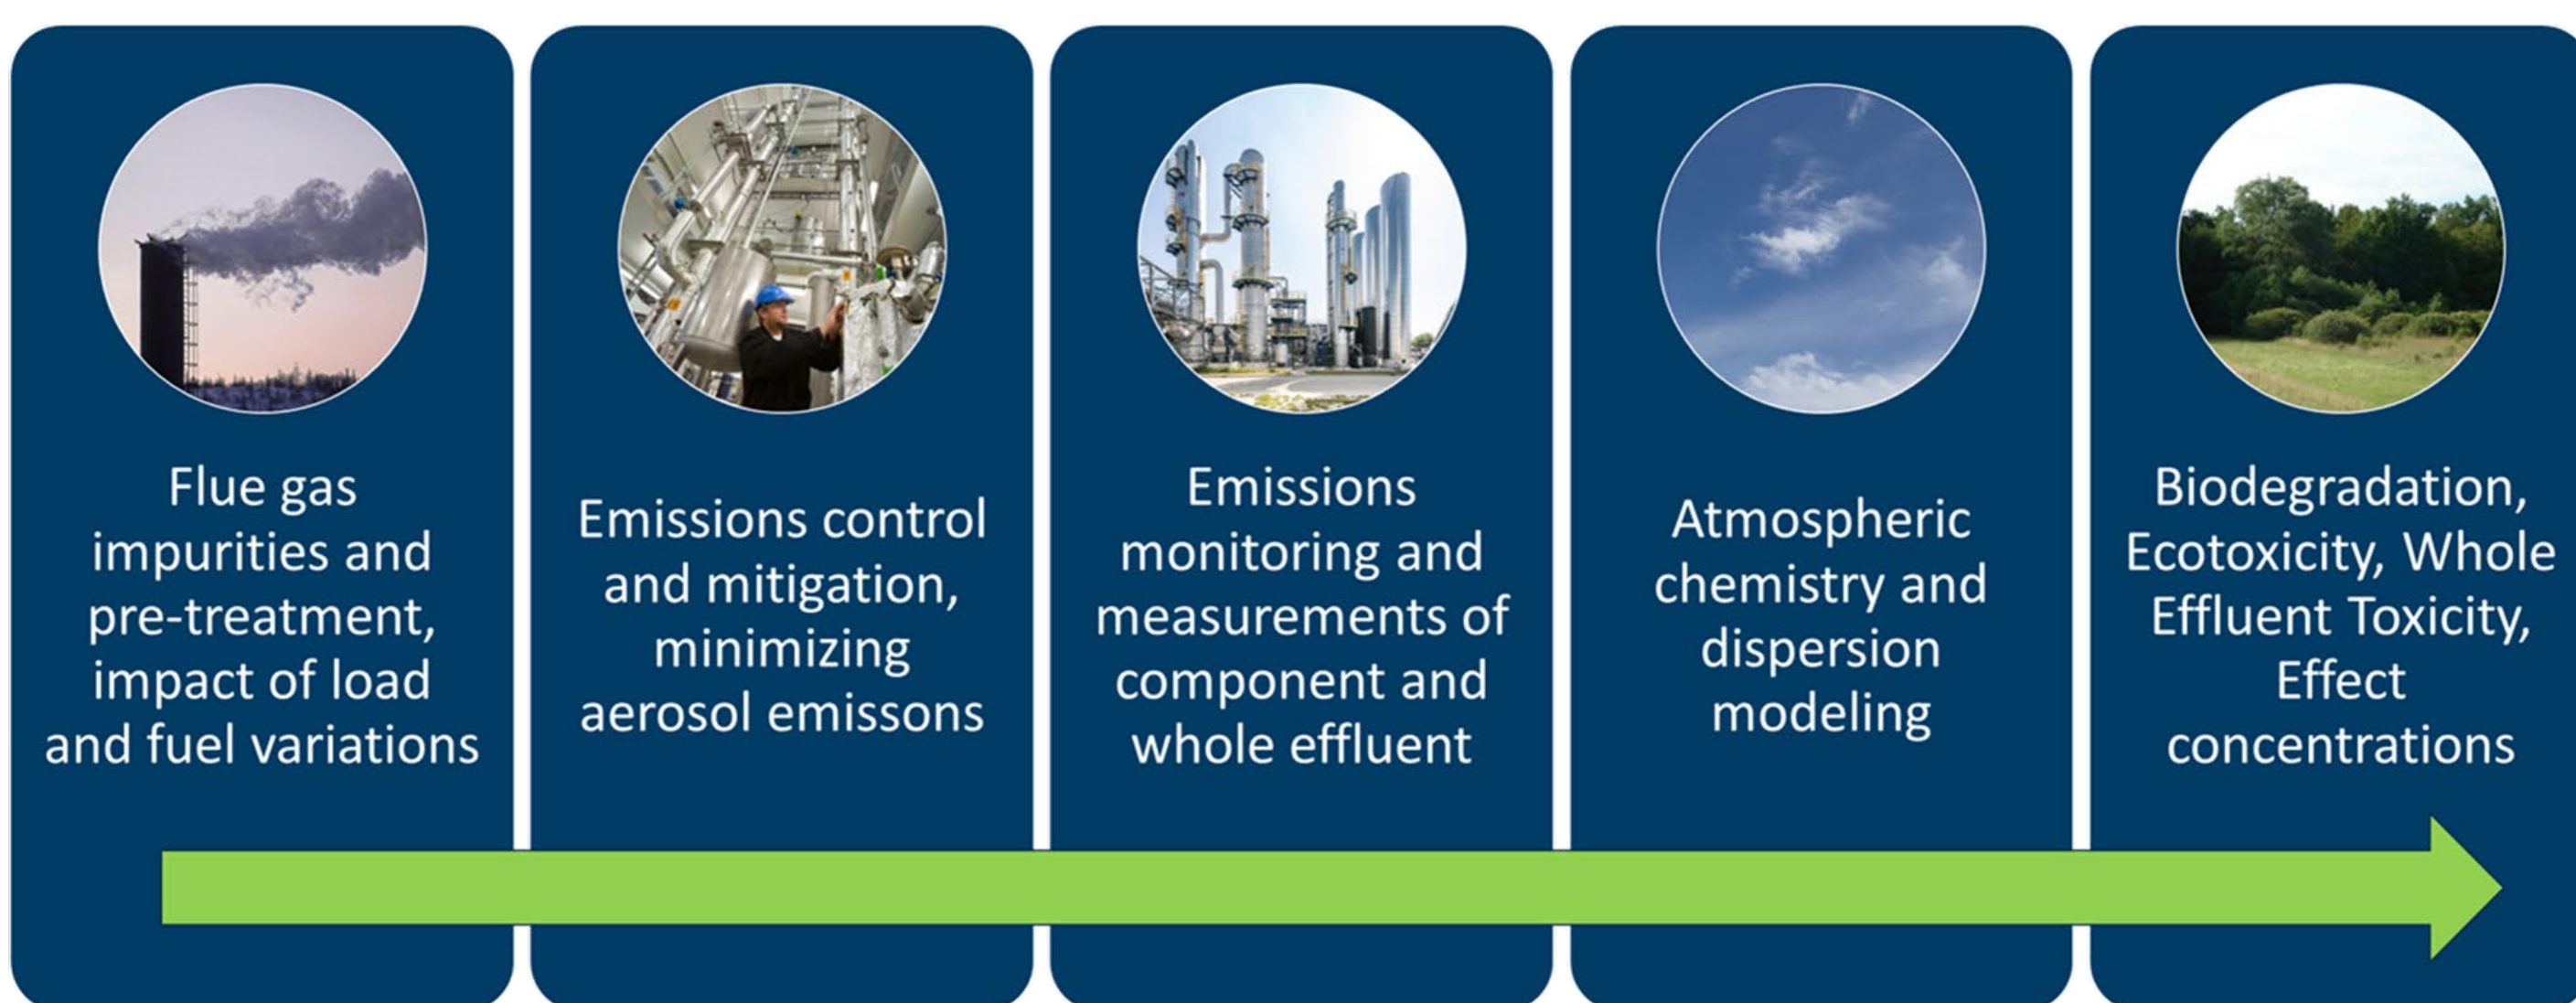 Flue gas
impurities and
pre-treatment,
impact of load
and fuel variations
Emissions control
and mitigation,
minimizing
aerosol emissons
Emissions
monitoring and
measurements of
component and
whole effluent
Atmospheric
chemistry and
dispersion
modeling
Biodegradation,
Ecotoxicity, Whole
Effluent Toxicity,
Effect
concentrations